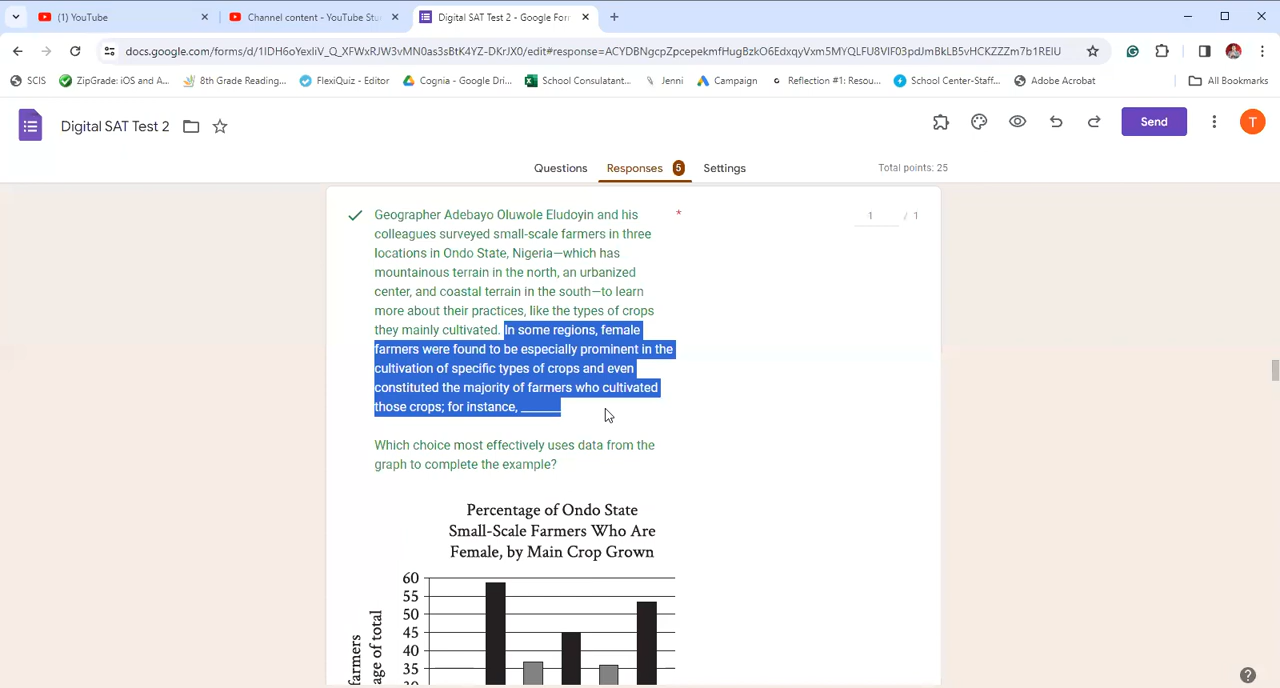 (1) YouTube
Channel content - YouTube Stu
Digital SAT Test 2 - Google For
docs.google.com/forms/d/1IDH6oYexIiV_Q_XFWxRJW3vMN0as3sBtK4YZ-DKrJX0/edit#response=ACYDBNgcpZpcepekmfHugBzkO6EdxqyVxm5MYQLFU8VlF03pdJmBkLB5vHCKZZZm7b1REIU
SCIS
ZipGrade: iOS and A...
8th Grade Reading...
FlexiQuiz - Editor
Cognia - Google Dri...
School Consulatant...
Jenni
Campaign
Reflection #1: Resou...
School Center-Staff...
Adobe Acrobat
All Bookmarks
Digital SAT Test 2
Send
T
Questions
Responses
5
Settings
Total points: 25
Geographer Adebayo Oluwole Eludoyin and his *
1 / 1
colleagues surveyed small-scale farmers in three
locations in Ondo State, Nigeria—which has
mountainous terrain in the north, an urbanized
center, and coastal terrain in the south—to learn
more about their practices, like the types of crops
they mainly cultivated. In some regions, female
farmers were found to be especially prominent in the
cultivation of specific types of crops and even
constituted the majority of farmers who cultivated
those crops; for instance, ______
Which choice most effectively uses data from the
graph to complete the example?
Percentage of Ondo State
Small-Scale Farmers Who Are
Female, by Main Crop Grown
60
55
50
45
40
35
30
farmers
age of total